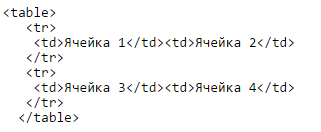 <table>
<tr>
<td>Ячейка 1</td><td>Ячейка 2</td>
</tr>
<tr>
<td>Ячейка 3</td><td>Ячейка 4</td>
</tr>
</table>